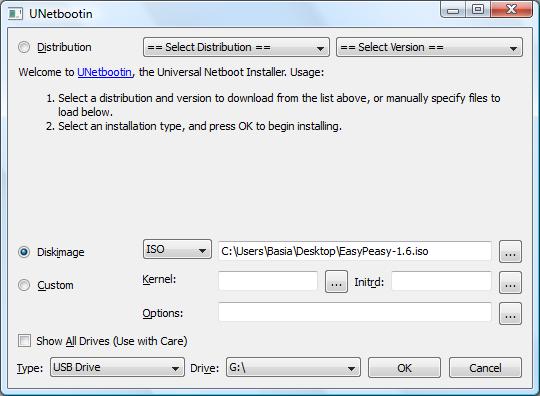 UNetbootin
Distribution == Select Distribution == == Select Version ==
Welcome to UNetbootin, the Universal Netboot Installer. Usage:
1. Select a distribution and version to download from the list above, or manually specify files to
load below.
2. Select an installation type, and press OK to begin installing.
Diskimage ISO C:\Users\Basia\Desktop\EasyPeasy-1.6.iso ...
Custom Kernel: ... Initrd: ...
Options: ...
Show All Drives (Use with Care)
Type: USB Drive Drive: G:\ OK Cancel